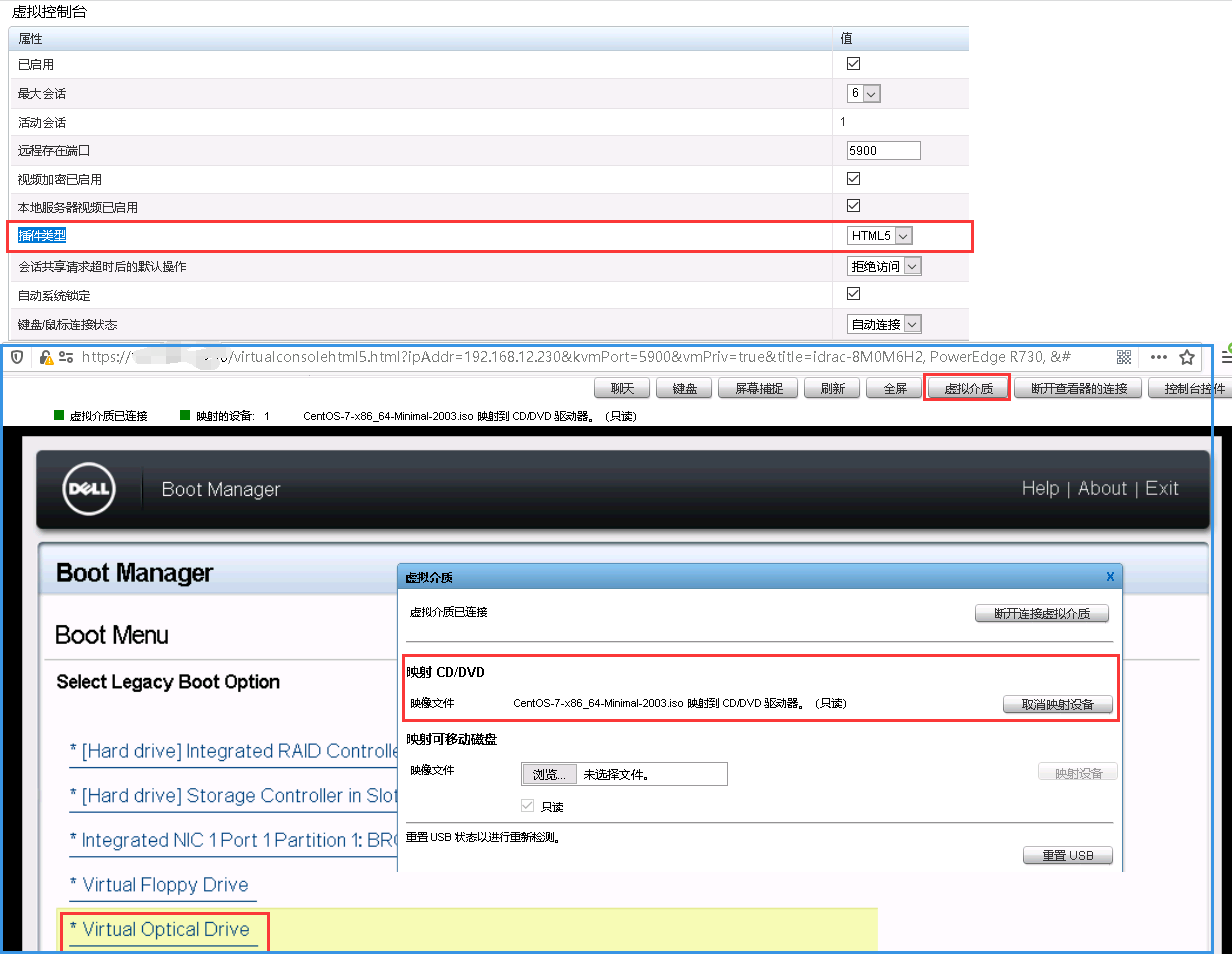 虚拟控制台
属性 值
已启用
最大会话 6
活动会话 1
远程存在端口 5900
视频加密已启用
本地服务器视频已启用
插件类型 HTML5
会话共享请求超时后的默认操作 拒绝访问
自动系统锁定
键盘/鼠标连接状态 自动连接
/virtualconsolehtml5.html?ipAddr=192.168.12.230&kvmPort=5900&vmPriv=true&title=idrac-8M0M6H2, PowerEdge R730, &#
聊天 键盘 屏幕捕捉 刷新 全屏 虚拟介质 断开查看器的连接 控制台控件
虚拟介质已连接 映射的设备: 1 CentOS-7-x86_64-Minimal-2003.iso 映射到 CD/DVD 驱动器。 (只读)
DELL Boot Manager Help | About | Exit
Boot Manager
虚拟介质 X
虚拟介质已连接 断开连接虚拟介质
Boot Menu
映射 CD/DVD
Select Legacy Boot Option
映像文件 CentOS-7-x86_64-Minimal-2003.iso 映射到 CD/DVD 驱动器。 (只读) 取消映射设备
映射可移动磁盘
* [Hard drive] Integrated RAID Controlle
映像文件 浏览... 未选择文件。 映射设备
* [Hard drive] Storage Controller in Slo
只读
* Integrated NIC 1 Port 1 Partition 1: BR
重置 USB 状态以进行重新检测。
重置 USB
* Virtual Floppy Drive
* Virtual Optical Drive